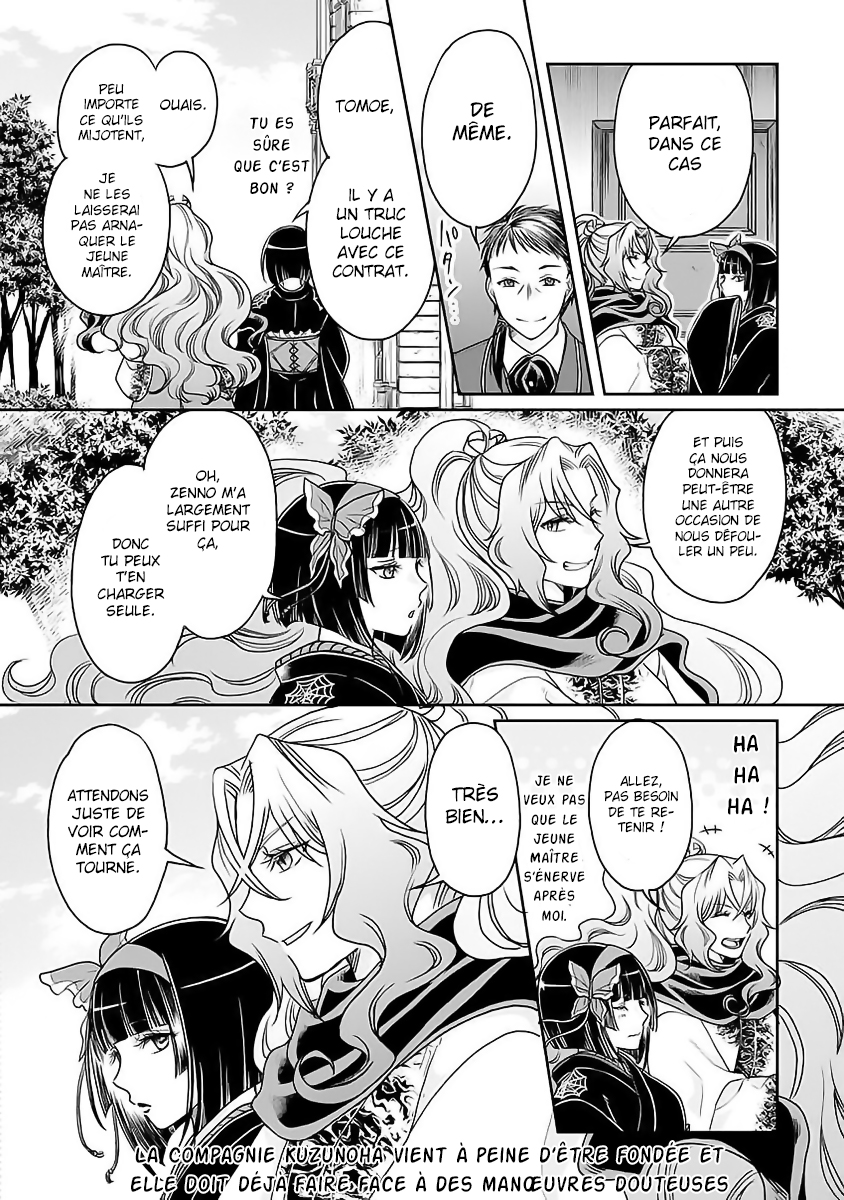 PARFAIT,
DANS CE
CAS
DE
MÊME.
パタン…
TOMOE,
IL Y A
UN TRUC
LOUCHE
AVEC CE
CONTRAT.
TU ES
SÛRE
QUE C'EST
BON ?
OUAIS.
PEU
IMPORTE
CE QU'ILS
MIJOTENT,
JE
NE LES
LAISSERAI
PAS ARNA-
QUER LE
JEUNE
MAÎTRE.
ET PUIS
ÇA NOUS
DONNERA
PEUT-ÊTRE
UNE AUTRE
OCCASION DE
NOUS DÉFOU-
LER UN PEU.
OH,
ZENNO M'A
LARGEMENT
SUFFI POUR
ÇA,
DONC
TU PEUX
T'EN
CHARGER
SEULE.
HA
HA
HA !
ALLEZ,
PAS BESOIN
DE TE RE-
TENIR !
JE NE
VEUX PAS
QUE LE
JEUNE
MAÎTRE
S'ÉNERVE
APRÈS
MOI.
TRÈS
BIEN...
ATTENDONS
JUSTE DE
VOIR COM-
MENT ÇA
TOURNE.
LA COMPAGNIE KUZUNOHA VIENT À PEINE D'ÊTRE FONDÉE ET
ELLE DOIT DÉJÀ FAIRE FACE À DES MANŒUVRES DOUTEUSES